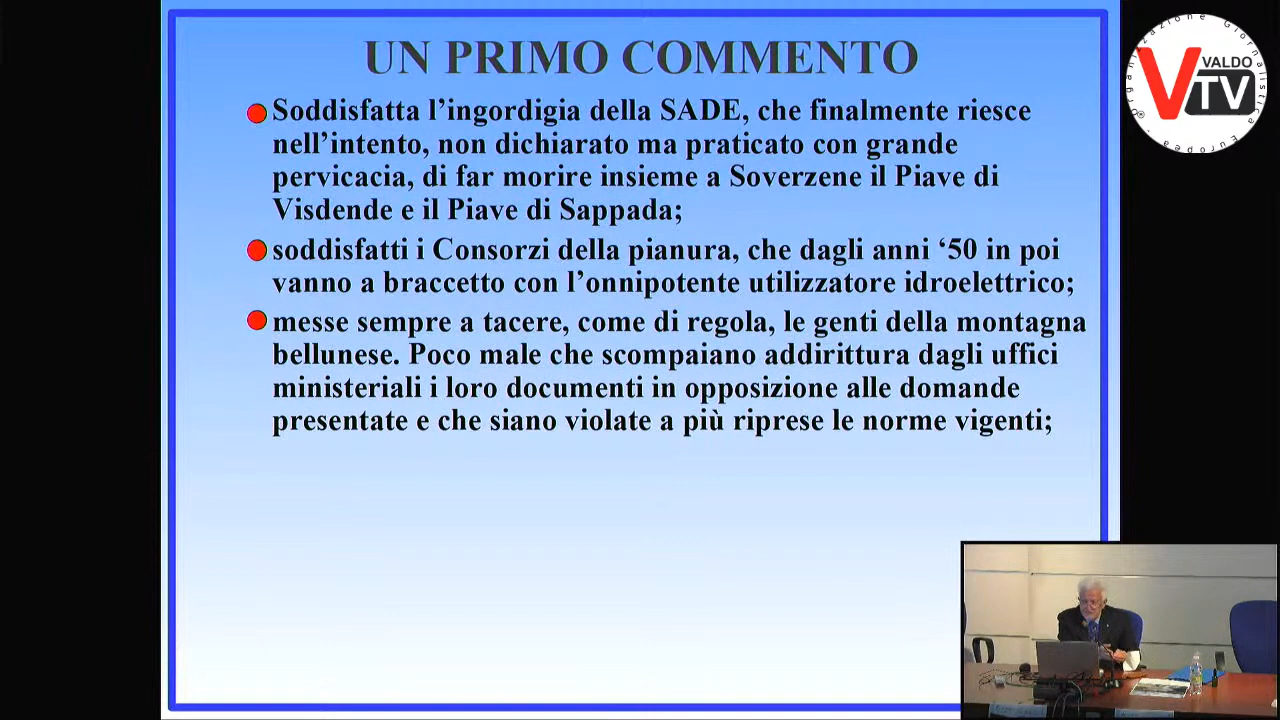 UN PRIMO COMMENTO
Soddisfatta l’ingordigia della SADE, che finalmente riesce
nell’intento, non dichiarato ma praticato con grande
pervicacia, di far morire insieme a Soverzene il Piave di
Visdende e il Piave di Sappada;
soddisfatti i Consorzi della pianura, che dagli anni ‘50 in poi
vanno a braccetto con l’onnipotente utilizzatore idroelettrico;
messe sempre a tacere, come di regola, le genti della montagna
bellunese. Poco male che scompaiano addirittura dagli uffici
ministeriali i loro documenti in opposizione alle domande
presentate e che siano violate a più riprese le norme vigenti;
Organizzazione Giornalistica Europea ®
V VALDO
TV